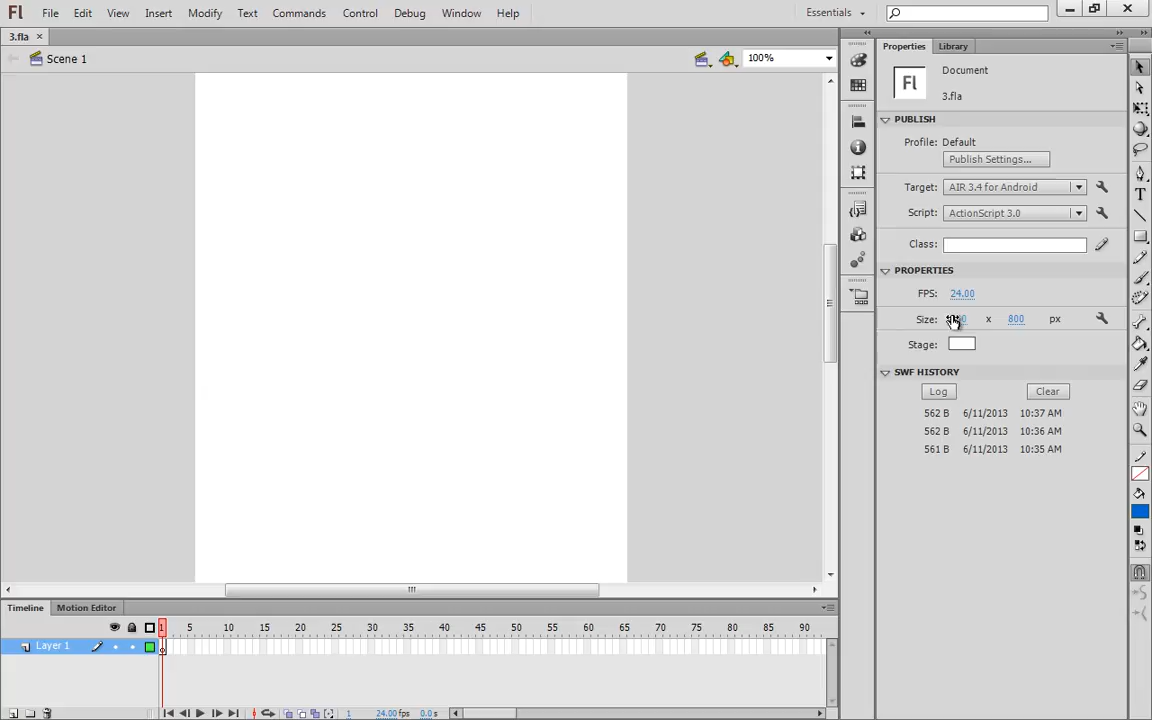 Fl File Edit View Insert Modify Text Commands Control Debug Window Help Essentials
3.fla ×
Scene 1 100%
Properties Library
Fl Document
3.fla
PUBLISH
Profile: Default
Publish Settings...
Target: AIR 3.4 for Android
Script: ActionScript 3.0
Class:
PROPERTIES
FPS: 24.00
Size: x 800 px
Stage:
SWF HISTORY
Log Clear
562 B 6/11/2013 10:37 AM
562 B 6/11/2013 10:36 AM
561 B 6/11/2013 10:35 AM
Timeline Motion Editor
1 5 10 15 20 25 30 35 40 45 50 55 60 65 70 75 80 85 90
Layer 1
1 24.00 fps 0.0 s